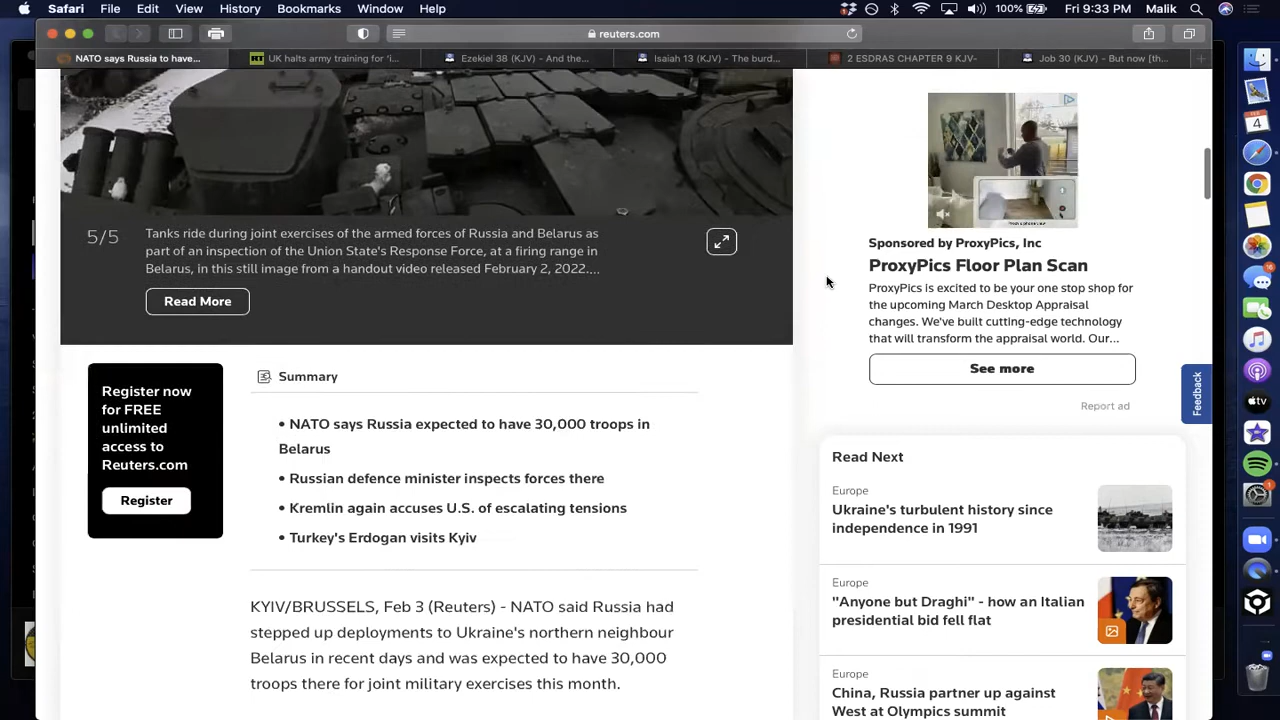 Safari File Edit View History Bookmarks Window Help 100% Fri 9:33 PM Malik
reuters.com
NATO says Russia to have... UK halts army training for 'i... Ezekiel 38 (KJV) - And the... Isaiah 13 (KJV) - The burd... 2 ESDRAS CHAPTER 9 KJV- Job 30 (KJV) - But now [th...
5/5
Tanks ride during joint exercises of the armed forces of Russia and Belarus as
part of an inspection of the Union State's Response Force, at a firing range in
Belarus, in this still image from a handout video released February 2, 2022....
Read More
Register now
for FREE
unlimited
access to
Reuters.com
Register
Summary
• NATO says Russia expected to have 30,000 troops in
Belarus
• Russian defence minister inspects forces there
• Kremlin again accuses U.S. of escalating tensions
• Turkey's Erdogan visits Kyiv
KYIV/BRUSSELS, Feb 3 (Reuters) - NATO said Russia had
stepped up deployments to Ukraine's northern neighbour
Belarus in recent days and was expected to have 30,000
troops there for joint military exercises this month.
Sponsored by ProxyPics, Inc
ProxyPics Floor Plan Scan
ProxyPics is excited to be your one stop shop for
the upcoming March Desktop Appraisal
changes. We've built cutting-edge technology
that will transform the appraisal world. Our...
See more
Report ad
Feedback
Read Next
Europe
Ukraine's turbulent history since
independence in 1991
Europe
"Anyone but Draghi" - how an Italian
presidential bid fell flat
Europe
China, Russia partner up against
West at Olympics summit
FEB
4
16
tv
1